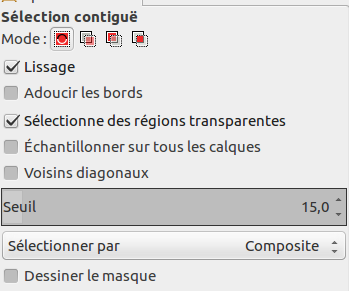 Sélection contiguë
Mode :
Lissage
Adoucir les bords
Sélectionne des régions transparentes
Échantillonner sur tous les calques
Voisins diagonaux
Seuil 15,0
Sélectionner par Composite
Dessiner le masque